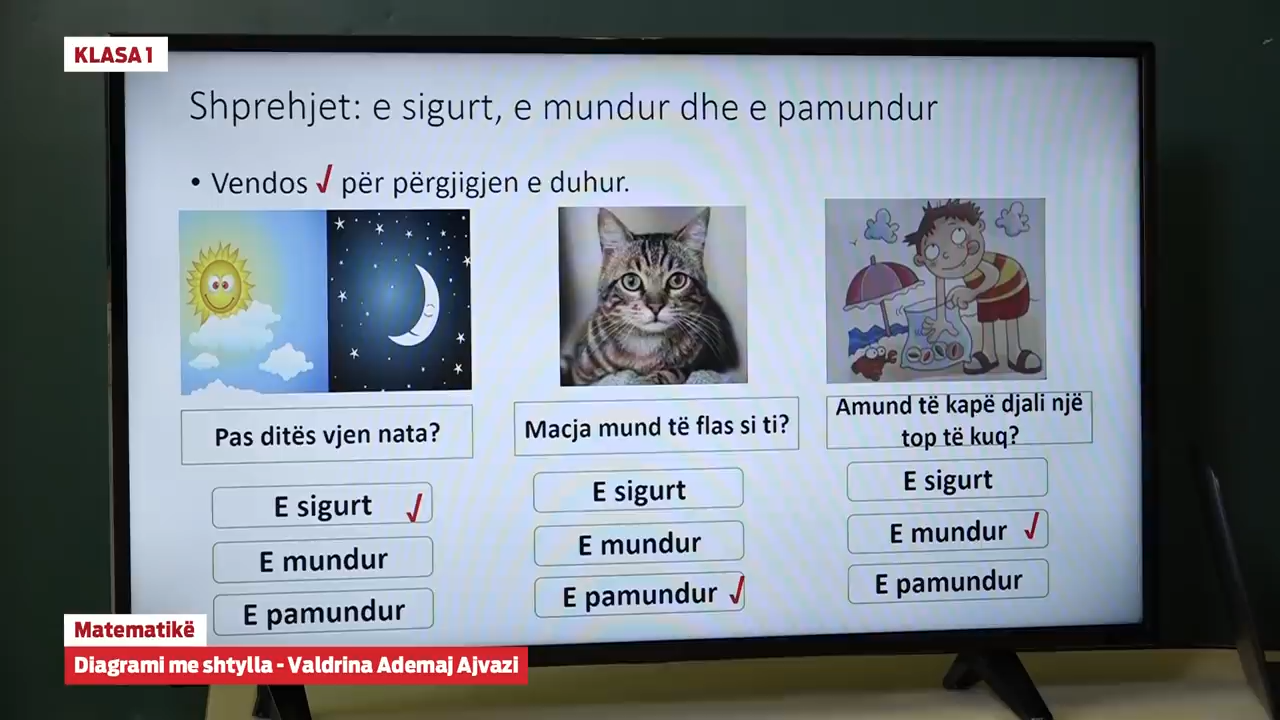 KLASA 1
Shprehjet: e sigurt, e mundur dhe e pamundur
• Vendos √ për përgjigjen e duhur.
Pas ditës vjen nata?
E sigurt √
E mundur
E pamundur
Macja mund të flas si ti?
E sigurt
E mundur
E pamundur √
Amund të kapë djali një
top të kuq?
E sigurt
E mundur √
E pamundur
Matematikë
Diagrami me shtylla - Valdrina Ademaj Ajvazi